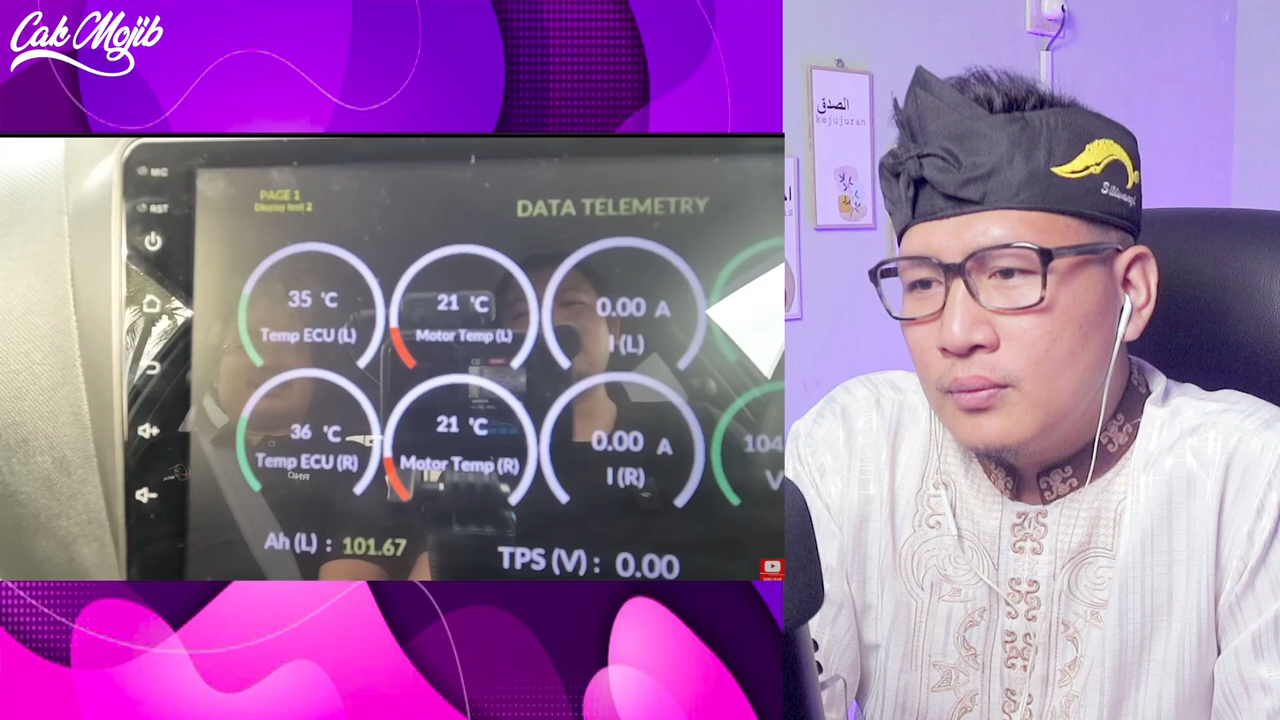 Cak Mojib
MIC
RST
PAGE 1
Display test 2
DATA TELEMETRY
35 °C
Temp ECU (L)
21 °C
Motor Temp (L)
0.00 A
I (L)
36 °C
Temp ECU (R)
21 °C
Motor Temp (R)
0.00 A
I (R)
104
V
Ah (L) : 101.67
TPS (V) : 0.00
الصدق
kejujuran